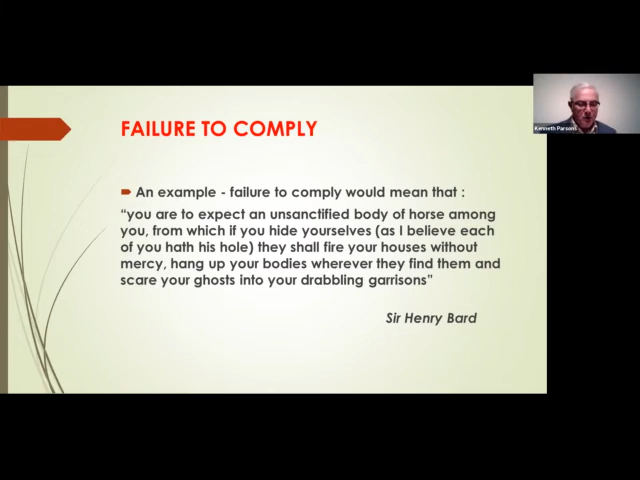 FAILURE TO COMPLY
Kenneth Parsons
An example - failure to comply would mean that :
“you are to expect an unsanctified body of horse among
you, from which if you hide yourselves (as I believe each
of you hath his hole) they shall fire your houses without
mercy, hang up your bodies wherever they find them and
scare your ghosts into your drabbling garrisons”
Sir Henry Bard